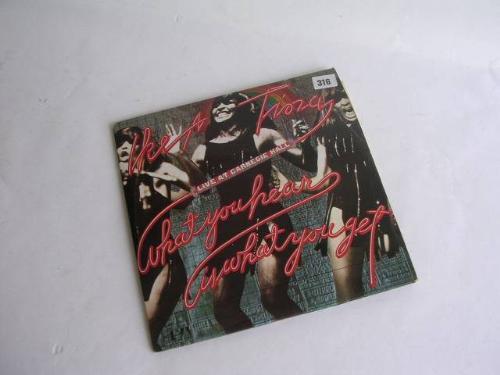 316
Ike & Tina
LIVE AT CARNEGIE HALL
What you hear
is what you get